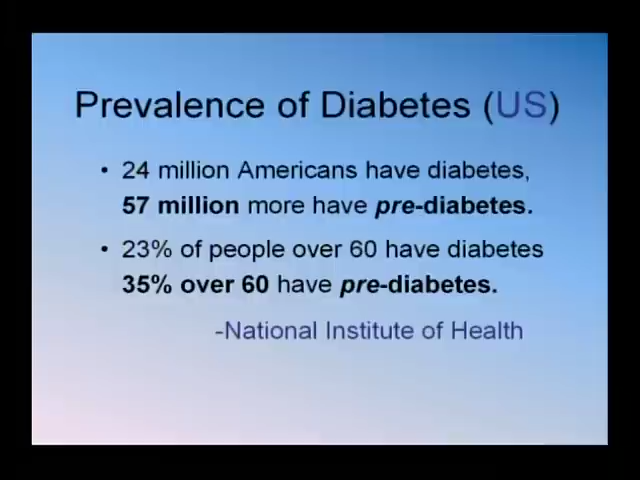 Prevalence of Diabetes (US)
• 24 million Americans have diabetes,
57 million more have pre-diabetes.
• 23% of people over 60 have diabetes
35% over 60 have pre-diabetes.
-National Institute of Health